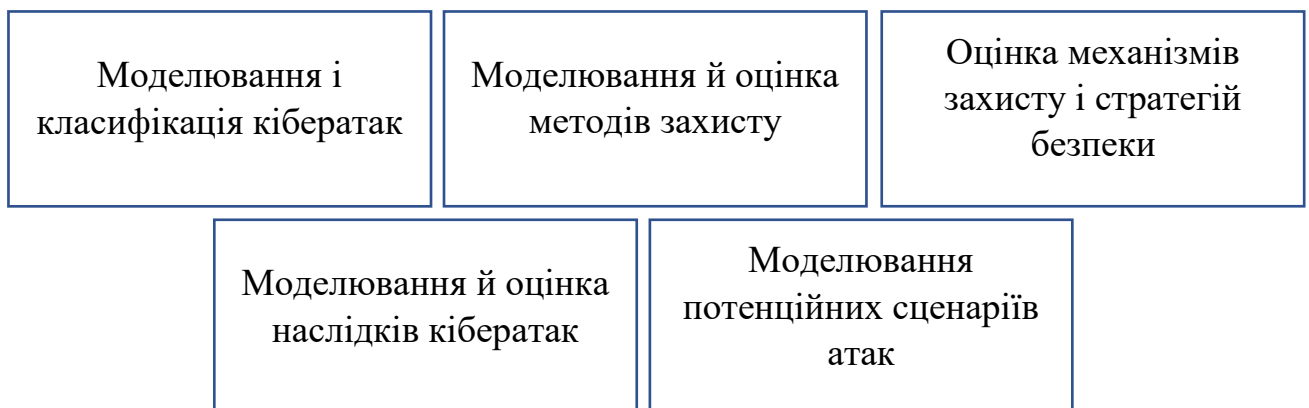 Моделювання і
класифікація кібератак
Моделювання й оцінка
методів захисту
Оцінка механізмів
захисту і стратегій
безпеки
Моделювання й оцінка
наслідків кібератак
Моделювання
потенційних сценаріїв
атак